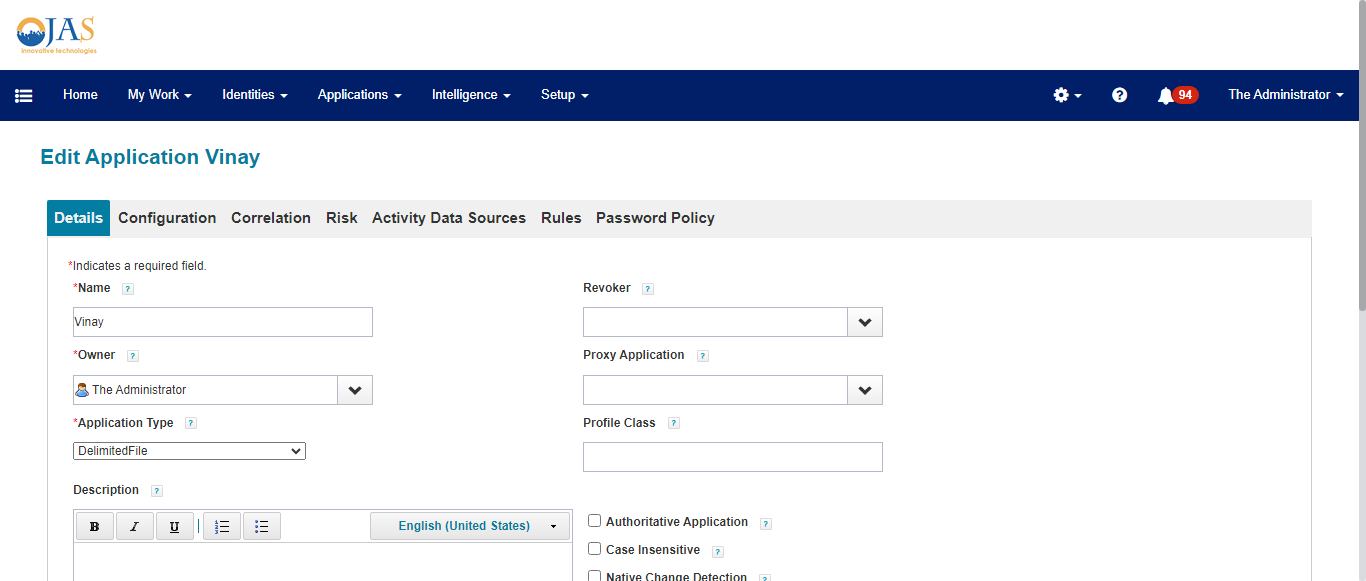 OJAS
innovative technologies
Home My Work Identities Applications Intelligence Setup ? 94 The Administrator
Edit Application Vinay
Details Configuration Correlation Risk Activity Data Sources Rules Password Policy
*Indicates a required field.
*Name ?
Vinay
Revoker ?
*Owner ?
The Administrator
Proxy Application ?
*Application Type ?
DelimitedFile
Profile Class ?
Description ?
B I U English (United States)
Authoritative Application ?
Case Insensitive ?
Native Change Detection ?